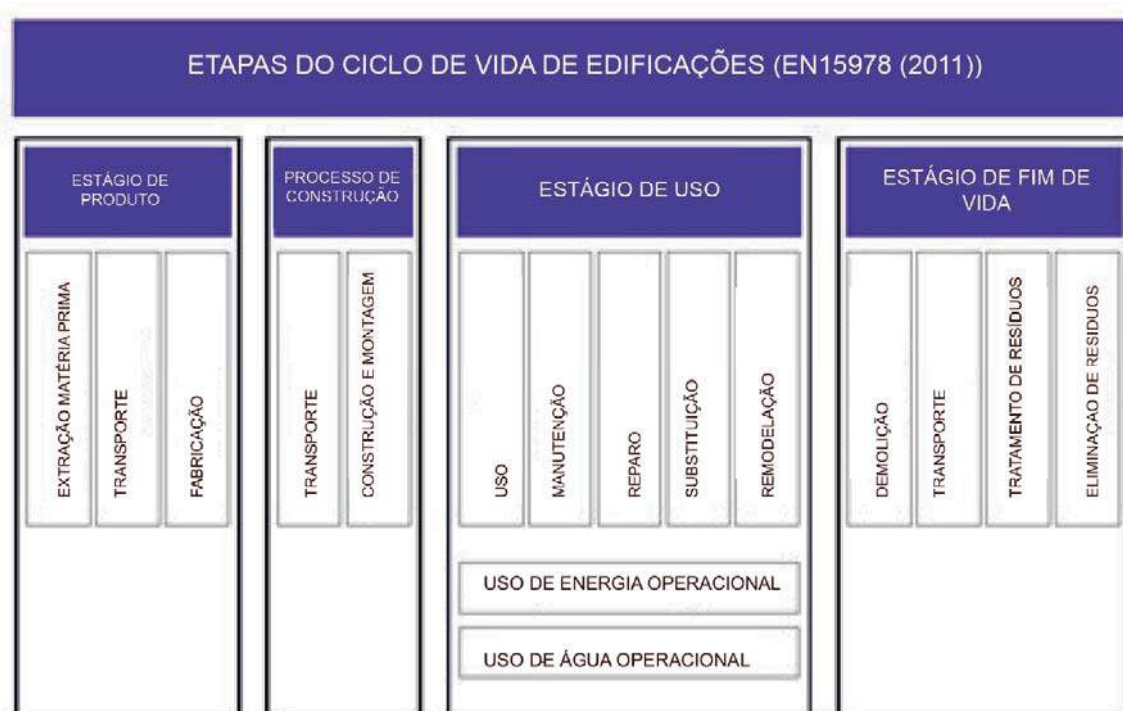 ETAPAS DO CICLO DE VIDA DE EDIFICAÇÕES (EN15978 (2011))
ESTÁGIO DE
PRODUTO
EXTRAÇÃO MATÉRIA PRIMA
TRANSPORTE
FABRICAÇÃO
PROCESSO DE
CONSTRUÇÃO
TRANSPORTE
CONSTRUÇÃO E MONTAGEM
ESTÁGIO DE USO
USO
MANUTENÇÃO
REPARO
SUBSTITUIÇÃO
REMODELAÇÃO
USO DE ENERGIA OPERACIONAL
USO DE ÁGUA OPERACIONAL
ESTÁGIO DE FIM DE
VIDA
DEMOLIÇÃO
TRANSPORTE
TRATAMENTO DE RESÍDUOS
ELIMINAÇAO DE RESIDUOS